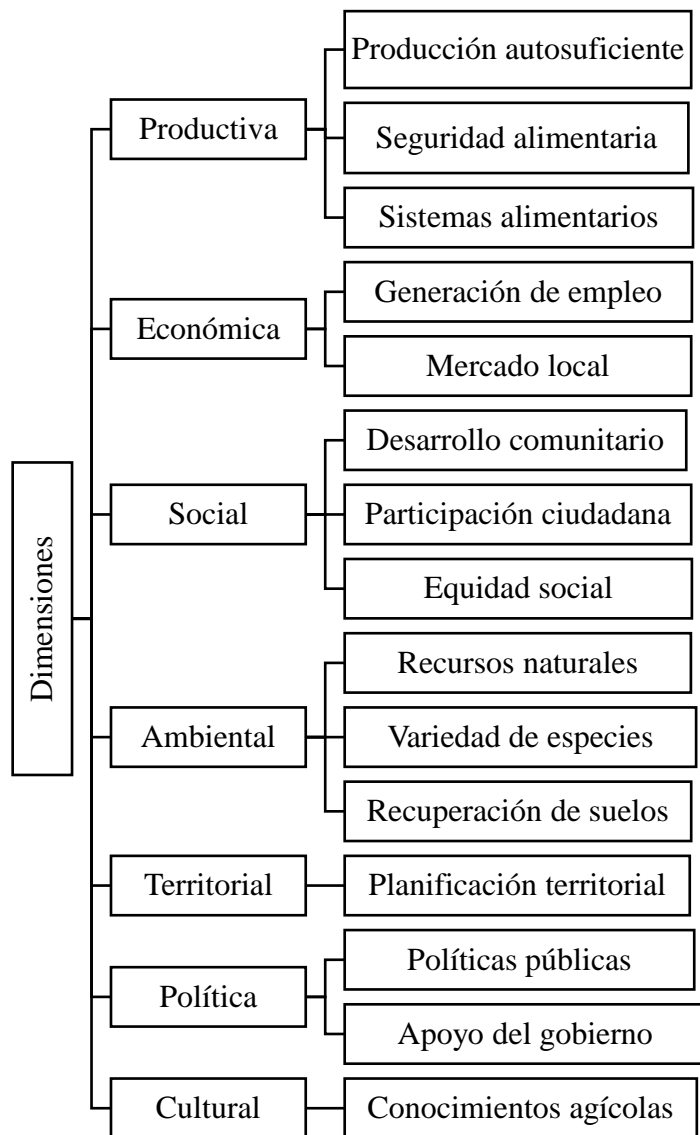 Dimensiones
Productiva
Producción autosuficiente
Seguridad alimentaria
Sistemas alimentarios
Económica
Generación de empleo
Mercado local
Social
Desarrollo comunitario
Participación ciudadana
Equidad social
Ambiental
Recursos naturales
Variedad de especies
Recuperación de suelos
Territorial
Planificación territorial
Política
Políticas públicas
Apoyo del gobierno
Cultural
Conocimientos agícolas